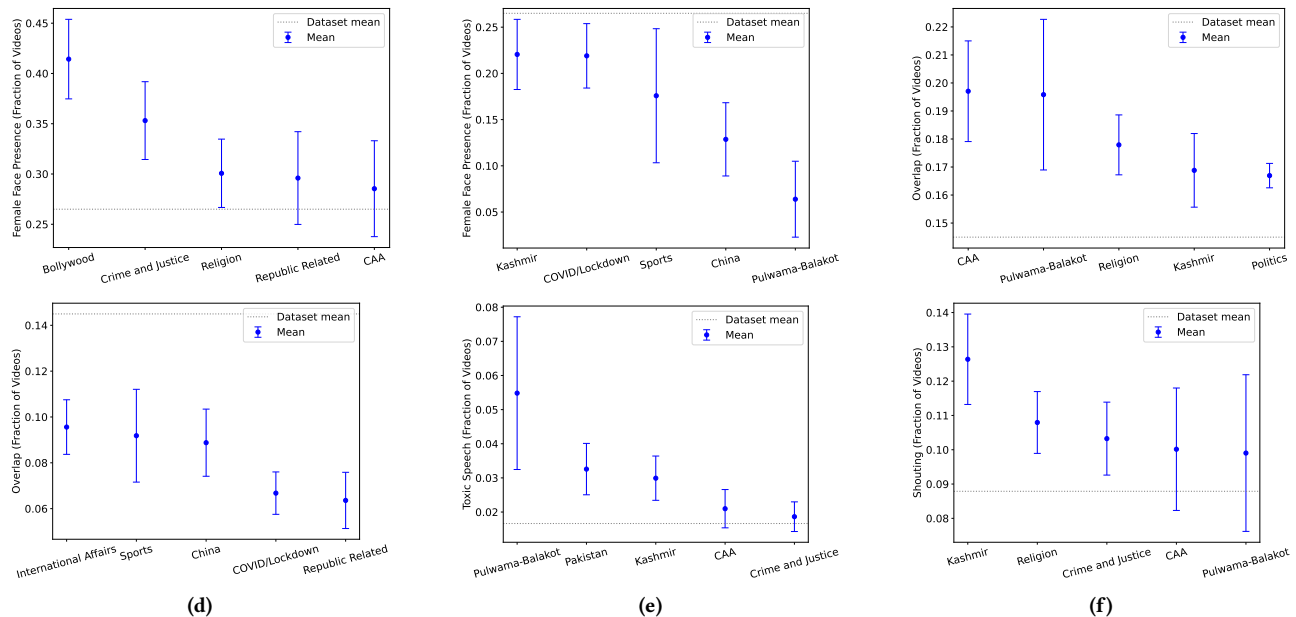 Female Face Presence (Fraction of Videos)
0.45
0.40
0.35
0.30
0.25
Dataset mean
Mean
Bollywood
Crime and Justice
Religion
Republic Related
CAA
Female Face Presence (Fraction of Videos)
0.25
0.20
0.15
0.10
0.05
Dataset mean
Mean
Kashmir
COVID/Lockdown
Sports
China
Pulwama-Balakot
Overlap (Fraction of Videos)
0.22
0.21
0.20
0.19
0.18
0.17
0.16
0.15
Dataset mean
Mean
CAA
Pulwama-Balakot
Religion
Kashmir
Politics
Overlap (Fraction of Videos)
0.14
0.12
0.10
0.08
0.06
Dataset mean
Mean
International Affairs
Sports
China
COVID/Lockdown
Republic Related
(d)
Toxic Speech (Fraction of Videos)
0.08
0.07
0.06
0.05
0.04
0.03
0.02
Dataset mean
Mean
Pulwama-Balakot
Pakistan
Kashmir
CAA
Crime and Justice
(e)
Shouting (Fraction of Videos)
0.14
0.13
0.12
0.11
0.10
0.09
0.08
Dataset mean
Mean
Kashmir
Religion
Crime and Justice
CAA
Pulwama-Balakot
(f)